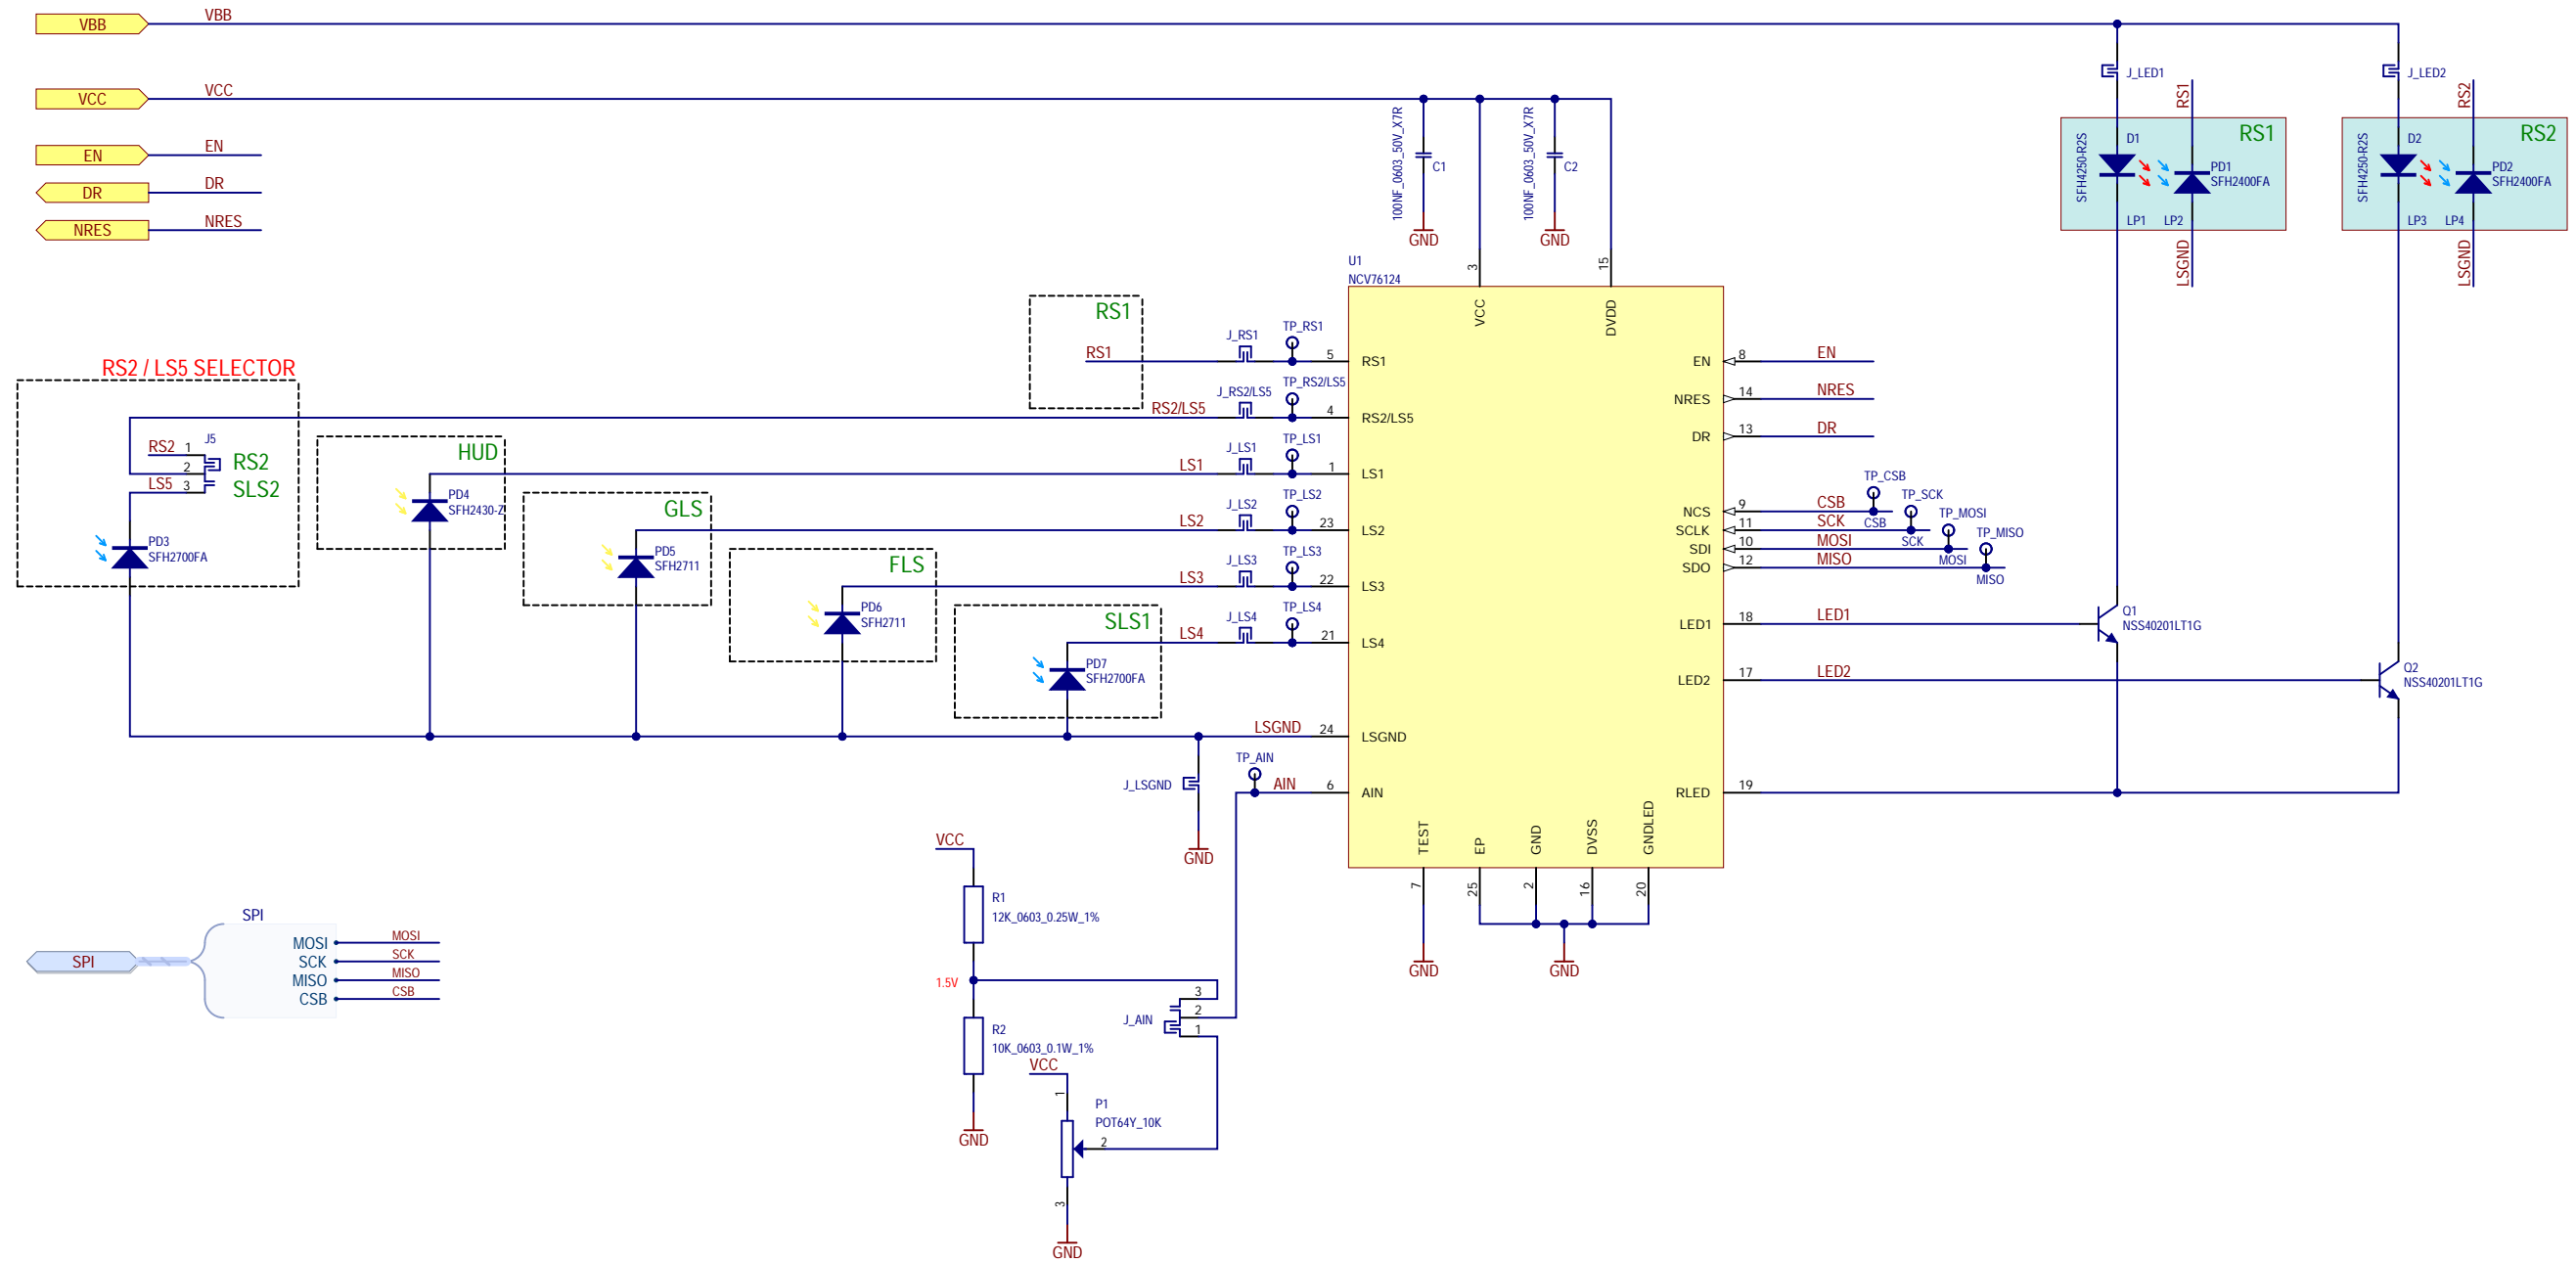 VBB
VBB
VCC
VCC
EN
EN
DR
DR
NRES
NRES
J_LED1
J_LED2
RS1
RS2
RS1
D1
SFH4250-R2S
PD1
SFH2400FA
LP1
LP2
LSGND
RS2
D2
SFH4250-R2S
PD2
SFH2400FA
LP3
LP4
LSGND
100NF_0603_50V_X7R
C1
GND
100NF_0603_50V_X7R
C2
GND
U1
NCV76124
3
VCC
15
DVDD
RS1
RS1
J_RS1
TP_RS1
5
RS1
RS2 / LS5 SELECTOR
RS2/LS5
J_RS2/LS5
TP_RS2/LS5
4
RS2/LS5
J5
RS2
1
2
LS5
3
RS2
SLS2
PD3
SFH2700FA
HUD
PD4
SFH2430-Z
LS1
J_LS1
TP_LS1
1
LS1
GLS
PD5
SFH2711
LS2
J_LS2
TP_LS2
23
LS2
FLS
PD6
SFH2711
LS3
J_LS3
TP_LS3
22
LS3
SLS1
PD7
SFH2700FA
LS4
J_LS4
TP_LS4
21
LS4
LSGND
24
LSGND
J_LSGND
GND
TP_AIN
AIN
6
AIN
EN
8
EN
NRES
14
NRES
DR
13
DR
NCS
9
CSB
TP_CSB
CSB
SCLK
11
SCK
TP_SCK
SCK
SDI
10
MOSI
TP_MOSI
MOSI
SDO
12
MISO
TP_MISO
MISO
LED1
18
LED1
Q1
NSS40201LT1G
LED2
17
LED2
Q2
NSS40201LT1G
RLED
19
TEST
EP
GND
DVSS
GNDLED
7
25
2
16
20
GND
GND
VCC
R1
12K_0603_0.25W_1%
1.5V
R2
10K_0603_0.1W_1%
GND
J_AIN
3
2
1
VCC
1
P1
POT64Y_10K
2
3
GND
SPI
SPI
MOSI
MOSI
SCK
SCK
MISO
MISO
CSB
CSB